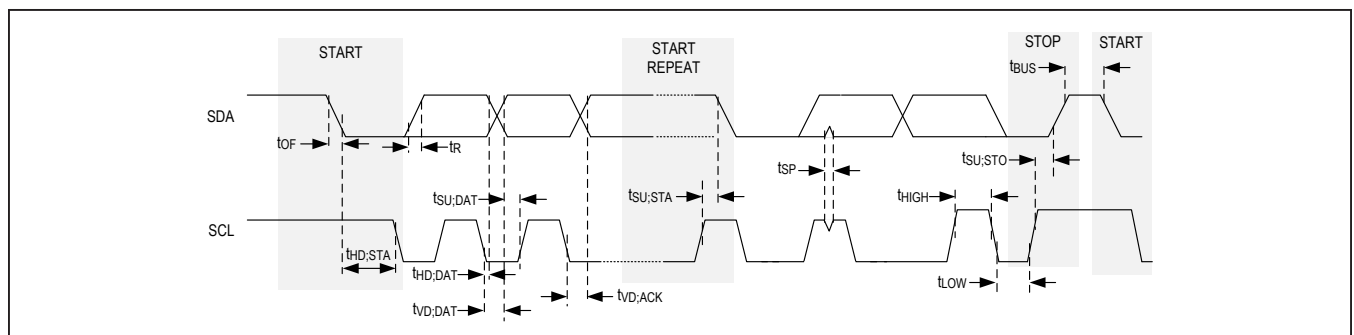 START
START
REPEAT
STOP
START
tBUS
SDA
tOF
tR
tSP
tSU;STO
tSU;DAT
tSU;STA
tHIGH
SCL
tHD;STA
tHD;DAT
tVD;ACK
tLOW
tVD;DAT